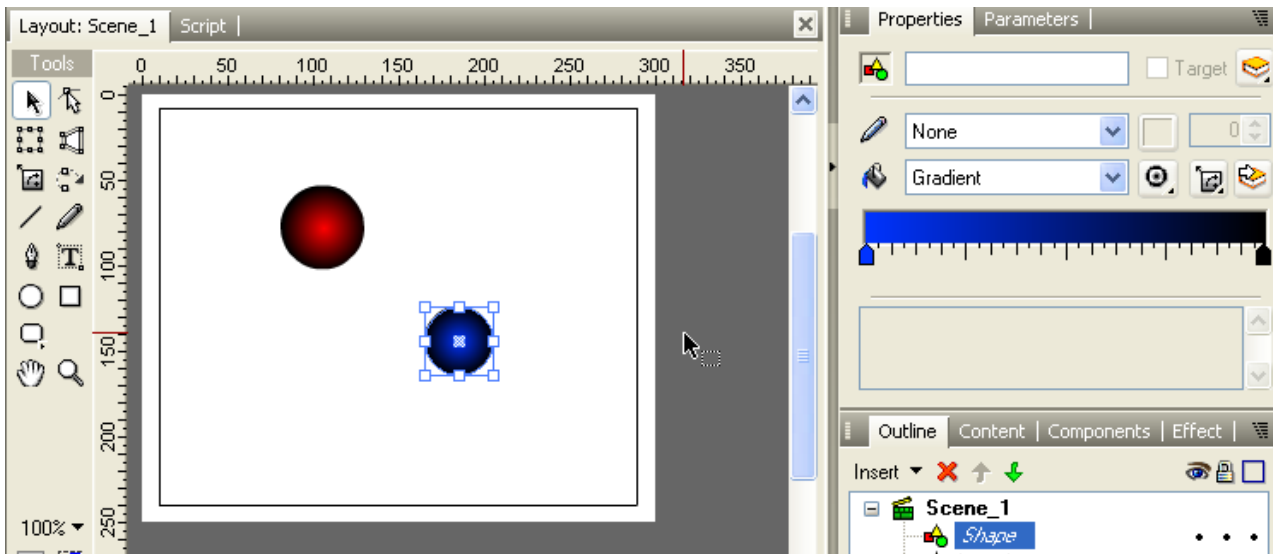 Layout: Scene_1 Script
Properties Parameters
Tools
0 50 100 150 200 250 300 350
Target
None
0
Gradient
50
100
150
200
250
Outline Content Components Effect
Insert
Scene_1
Shape
100%